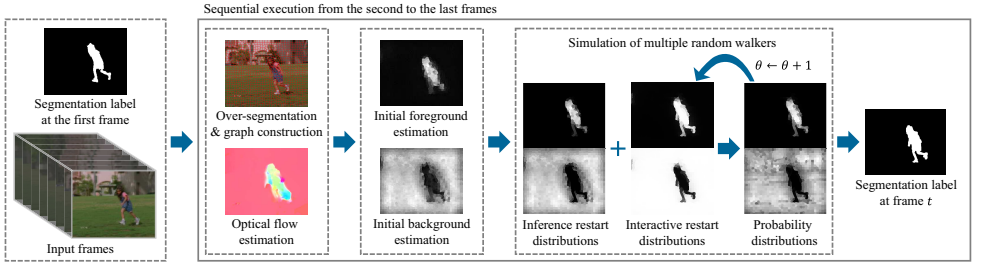 Sequential execution from the second to the last frames
Segmentation label
at the first frame
Input frames
Over-segmentation
& graph construction
Optical flow
estimation
Initial foreground
estimation
Initial background
estimation
Simulation of multiple random walkers
θ ← θ + 1
+
Inference restart
distributions
Interactive restart
distributions
Probability
distributions
Segmentation label
at frame t